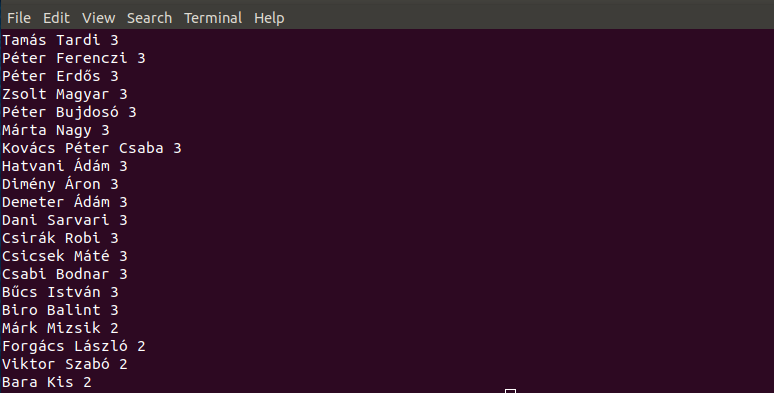 File Edit View Search Terminal Help
Tamás Tardi 3
Péter Ferenczi 3
Péter Erdős 3
Zsolt Magyar 3
Péter Bujdosó 3
Márta Nagy 3
Kovács Péter Csaba 3
Hatvani Ádám 3
Dimény Áron 3
Demeter Ádám 3
Dani Sarvari 3
Csirák Robi 3
Csicsek Máté 3
Csabi Bodnar 3
Bűcs István 3
Biro Balint 3
Márk Mizsik 2
Forgács László 2
Viktor Szabó 2
Bara Kis 2